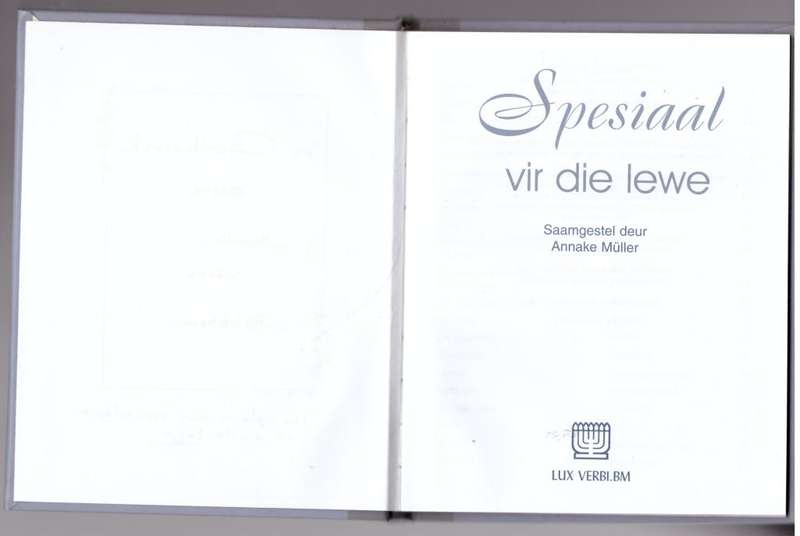 Spesiaal
vir die lewe
Saamgestel deur
Annake Müller
LUX VERBI.BM